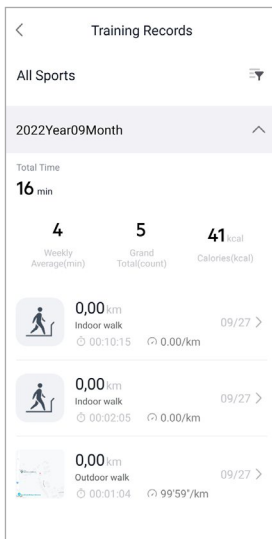 Training Records
All Sports
2022Year09Month
Total Time
16 min
4
Weekly
Average(min)
5
Grand
Total(count)
41 kcal
Calories(kcal)
0,00 km
Indoor walk
09/27
00:10:15 0.00/km
0,00 km
Indoor walk
09/27
00:02:05 0.00/km
0,00 km
Outdoor walk
09/27
00:01:04 99'59"/km